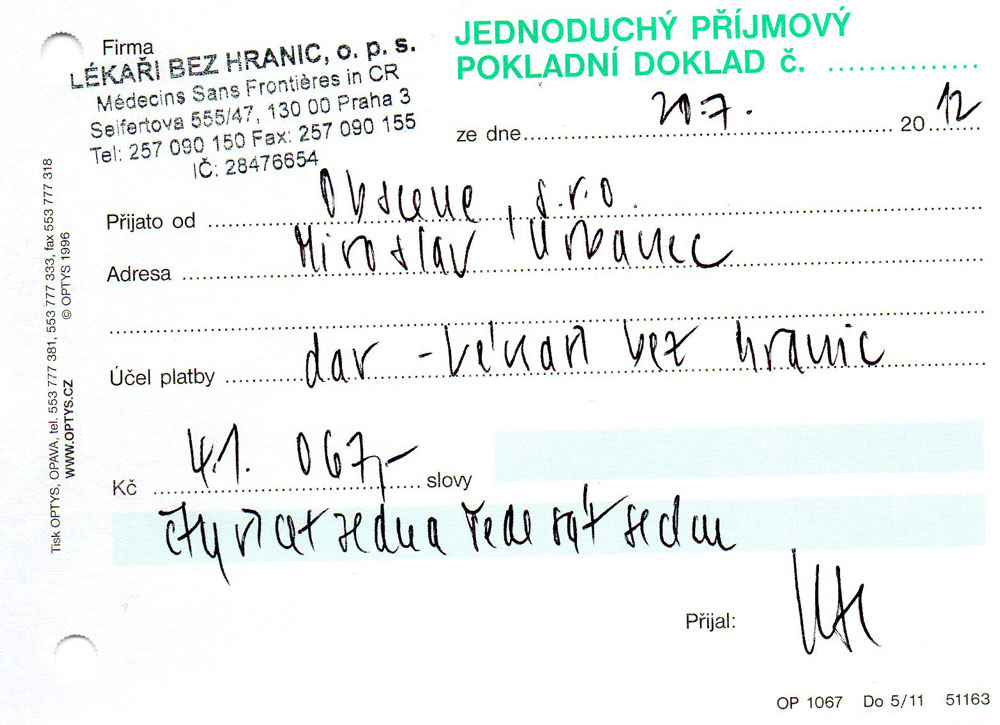 Firma
LÉKAŘI BEZ HRANIC, o. p. s.
Médecins Sans Frontières in CR
Seifertova 555/47, 130 00 Praha 3
Tel: 257 090 150 Fax: 257 090 155
IČ: 28476654
JEDNODUCHÝ PŘÍJMOVÝ
POKLADNÍ DOKLAD č.
ze dne 20.7. 2012
Přijato od Obscene, s.r.o.
Adresa Miroslav Urbanec
Účel platby dar - Lékaři bez hranic
Kč 41. 067,- slovy
čtyřicet jedna šedesát sedm
Přijal:
Tisk OPTYS, OPAVA, tel. 553 777 381, 553 777 333, fax 553 777 318
WWW.OPTYS.CZ © OPTYS 1996
OP 1067 Do 5/11 51163